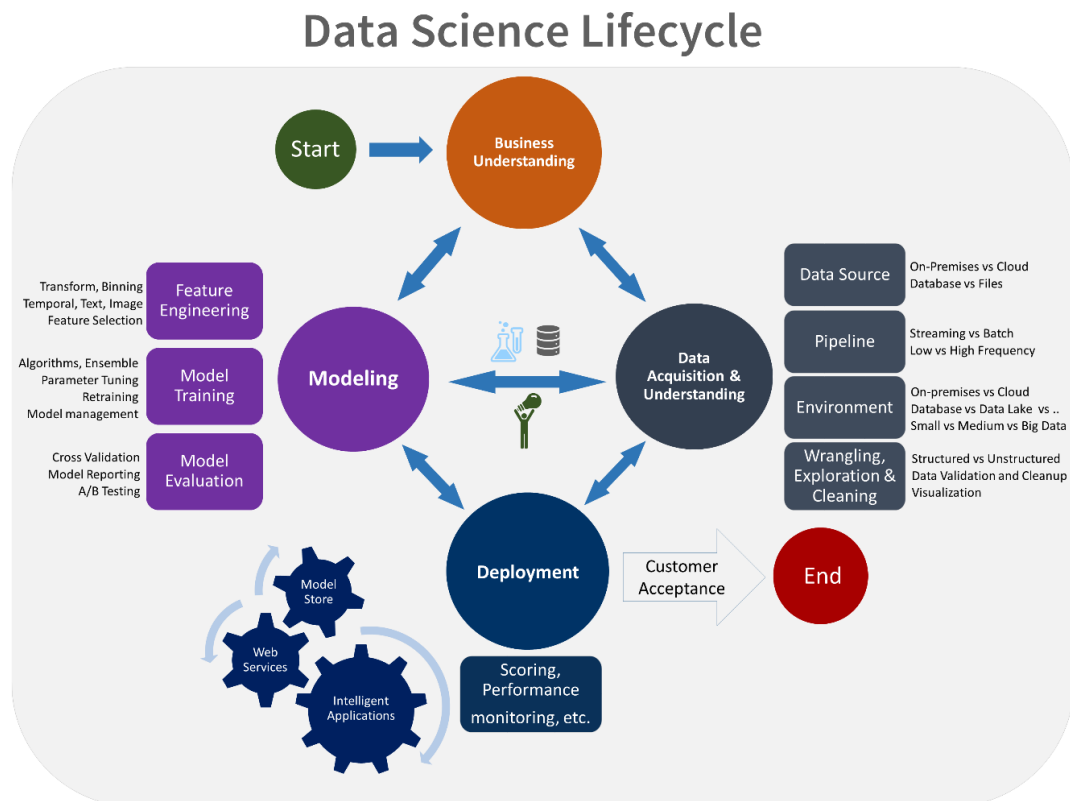 Data Science Lifecycle
Start
Business
Understanding
Transform, Binning
Temporal, Text, Image
Feature Selection
Feature
Engineering
Algorithms, Ensemble
Parameter Tuning
Retraining
Model management
Model
Training
Cross Validation
Model Reporting
A/B Testing
Model
Evaluation
Modeling
Data
Acquisition &
Understanding
Data Source
On-Premises vs Cloud
Database vs Files
Pipeline
Streaming vs Batch
Low vs High Frequency
Environment
On-premises vs Cloud
Database vs Data Lake vs ..
Small vs Medium vs Big Data
Wrangling,
Exploration &
Cleaning
Structured vs Unstructured
Data Validation and Cleanup
Visualization
Deployment
Customer
Acceptance
End
Model
Store
Web
Services
Intelligent
Applications
Scoring,
Performance
monitoring, etc.